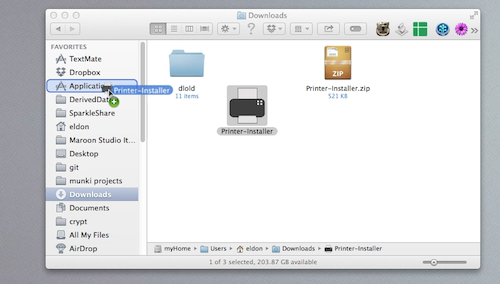 Downloads
FAVORITES
TextMate
Dropbox
Applicati
Printer-Installer
DerivedData
SparkleShare
eldon
Maroon Studio It...
Desktop
git
munki projects
Downloads
Documents
crypt
All My Files
AirDrop
dlold
11 items
ZIP
Printer-Installer.zip
521 KB
Printer-Installer
myHome ▸ Users ▸ eldon ▸ Downloads ▸ Printer-Installer
1 of 3 selected, 203.87 GB available